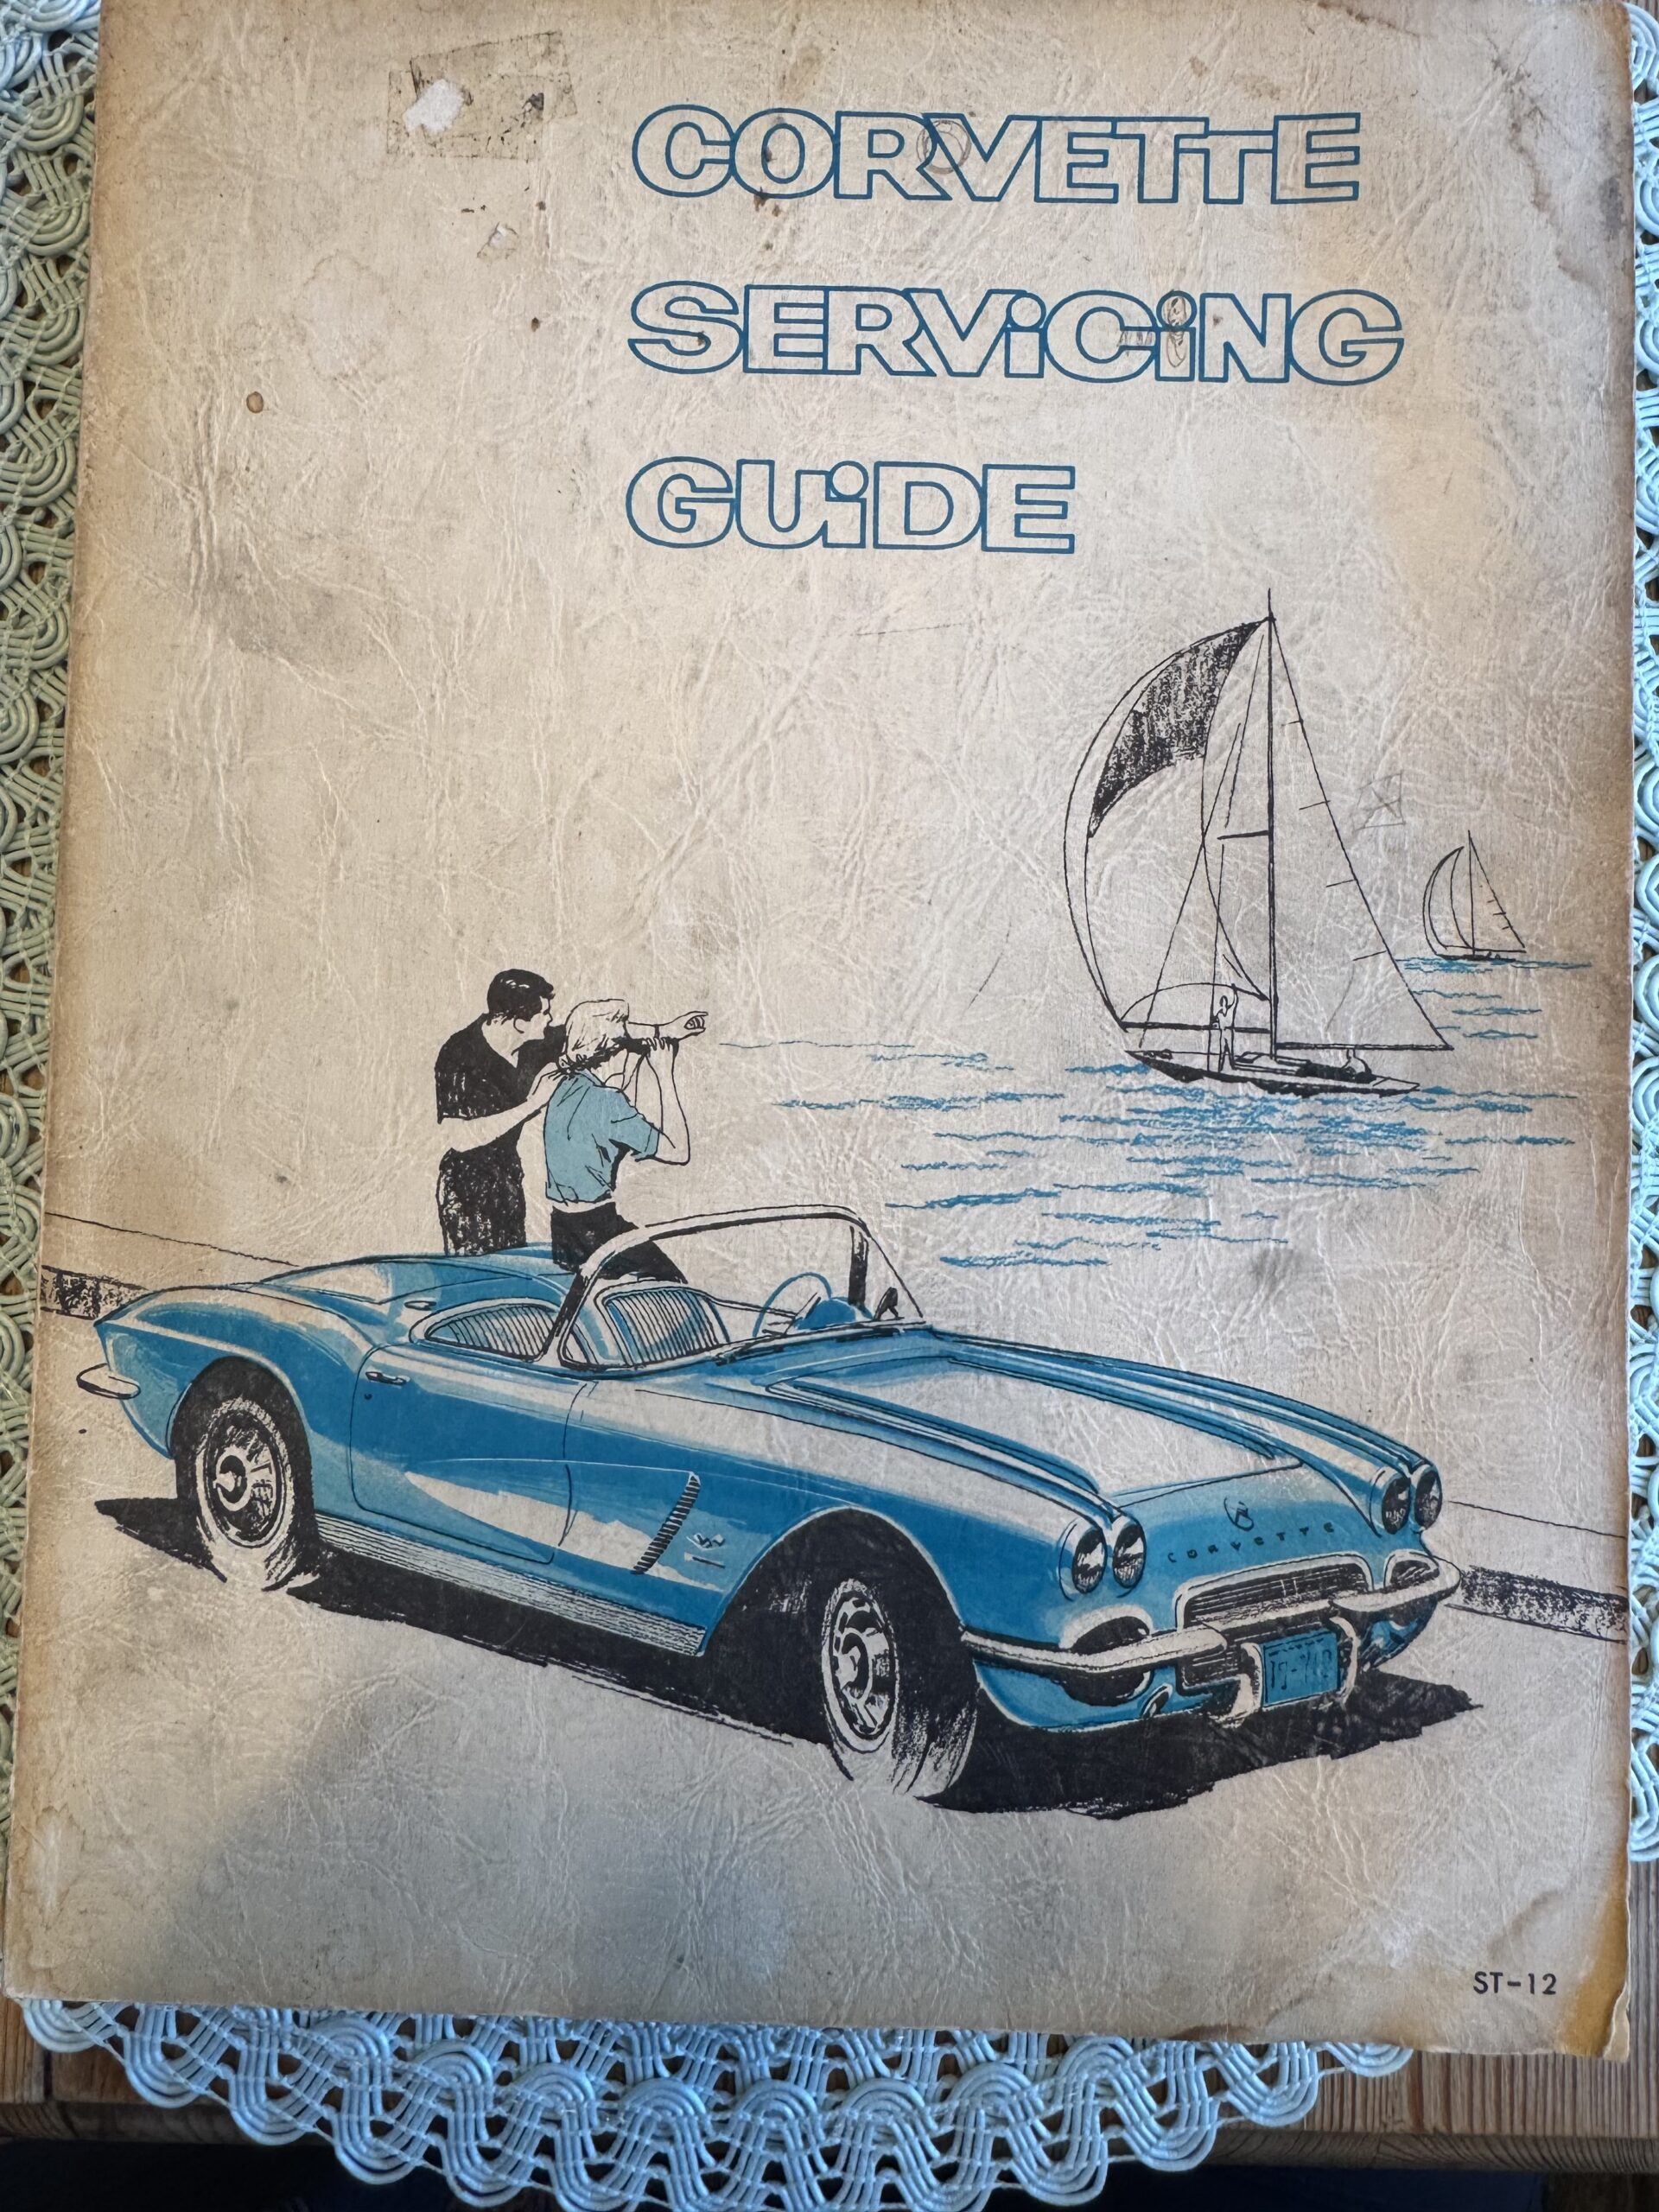 CORVETTE
SERViCiNG
GUiDE
CORVETTE
ST-12